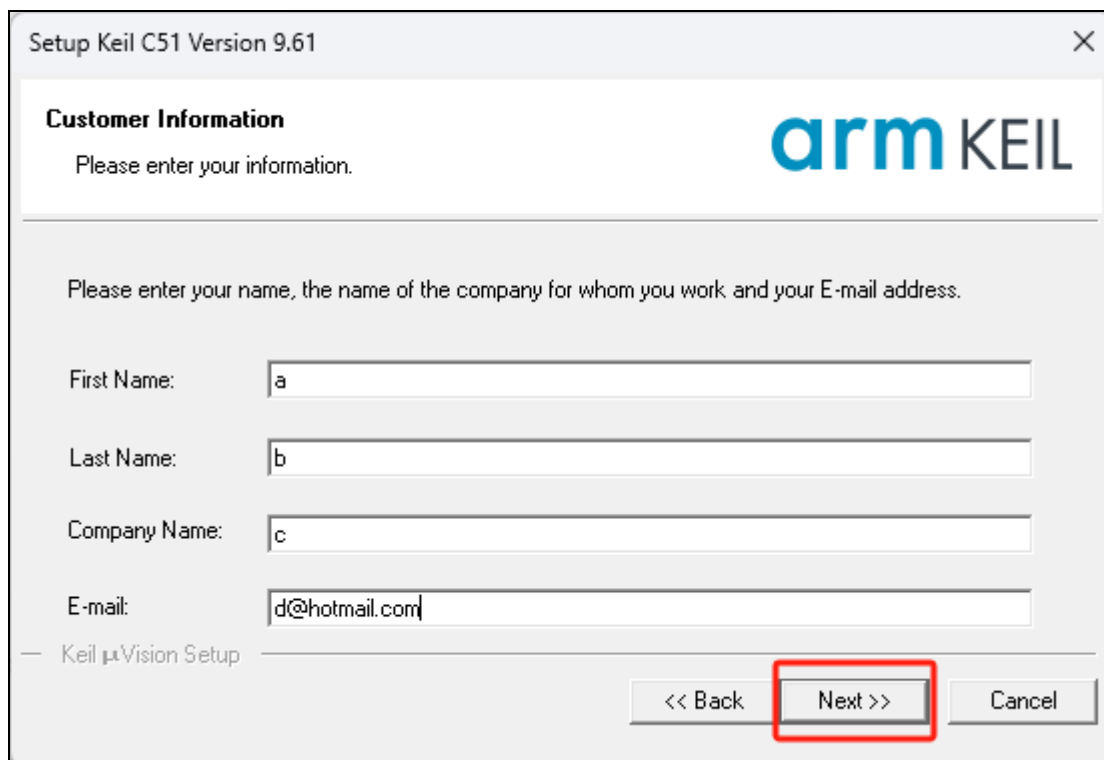 Setup Keil C51 Version 9.61
Customer Information
Please enter your information.
arm KEIL
Please enter your name, the name of the company for whom you work and your E-mail address.
First Name: a
Last Name: b
Company Name: c
E-mail: d@hotmail.com
Keil µVision Setup
<< Back Next >> Cancel